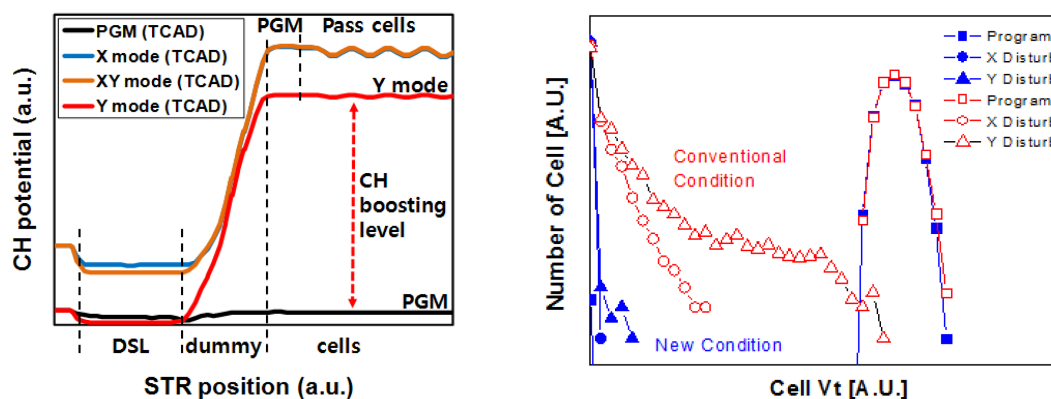 PGM (TCAD)
X mode (TCAD)
XY mode (TCAD)
Y mode (TCAD)
PGM
Pass cells
Y mode
CH
boosting
level
PGM
DSL
dummy
cells
CH potential (a.u.)
STR position (a.u.)
Program
X Disturb
Y Disturb
Program
X Disturb
Y Disturb
Conventional
Condition
New Condition
Number of Cell [A.U.]
Cell Vt [A.U.]